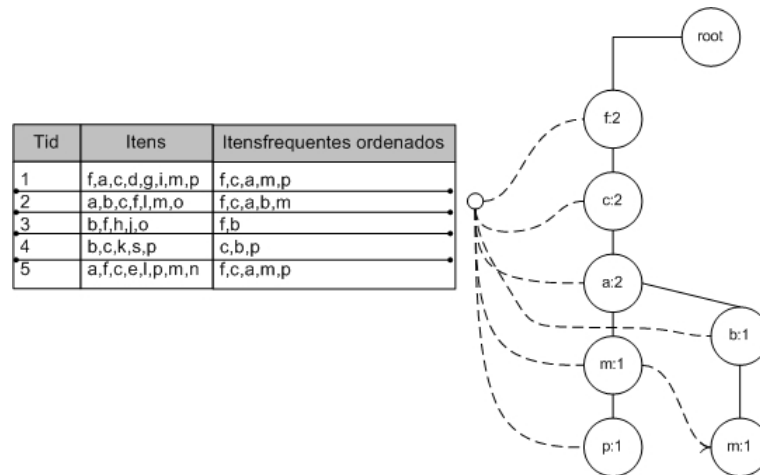 root
f:2
Tid Itens Itensfrequentes ordenados
1 f,a,c,d,g,i,m,p f,c,a,m,p
2 a,b,c,f,l,m,o f,c,a,b,m
3 b,f,h,j,o f,b
4 b,c,k,s,p c,b,p
5 a,f,c,e,l,p,m,n f,c,a,m,p
c:2
a:2
b:1
m:1
p:1
m:1